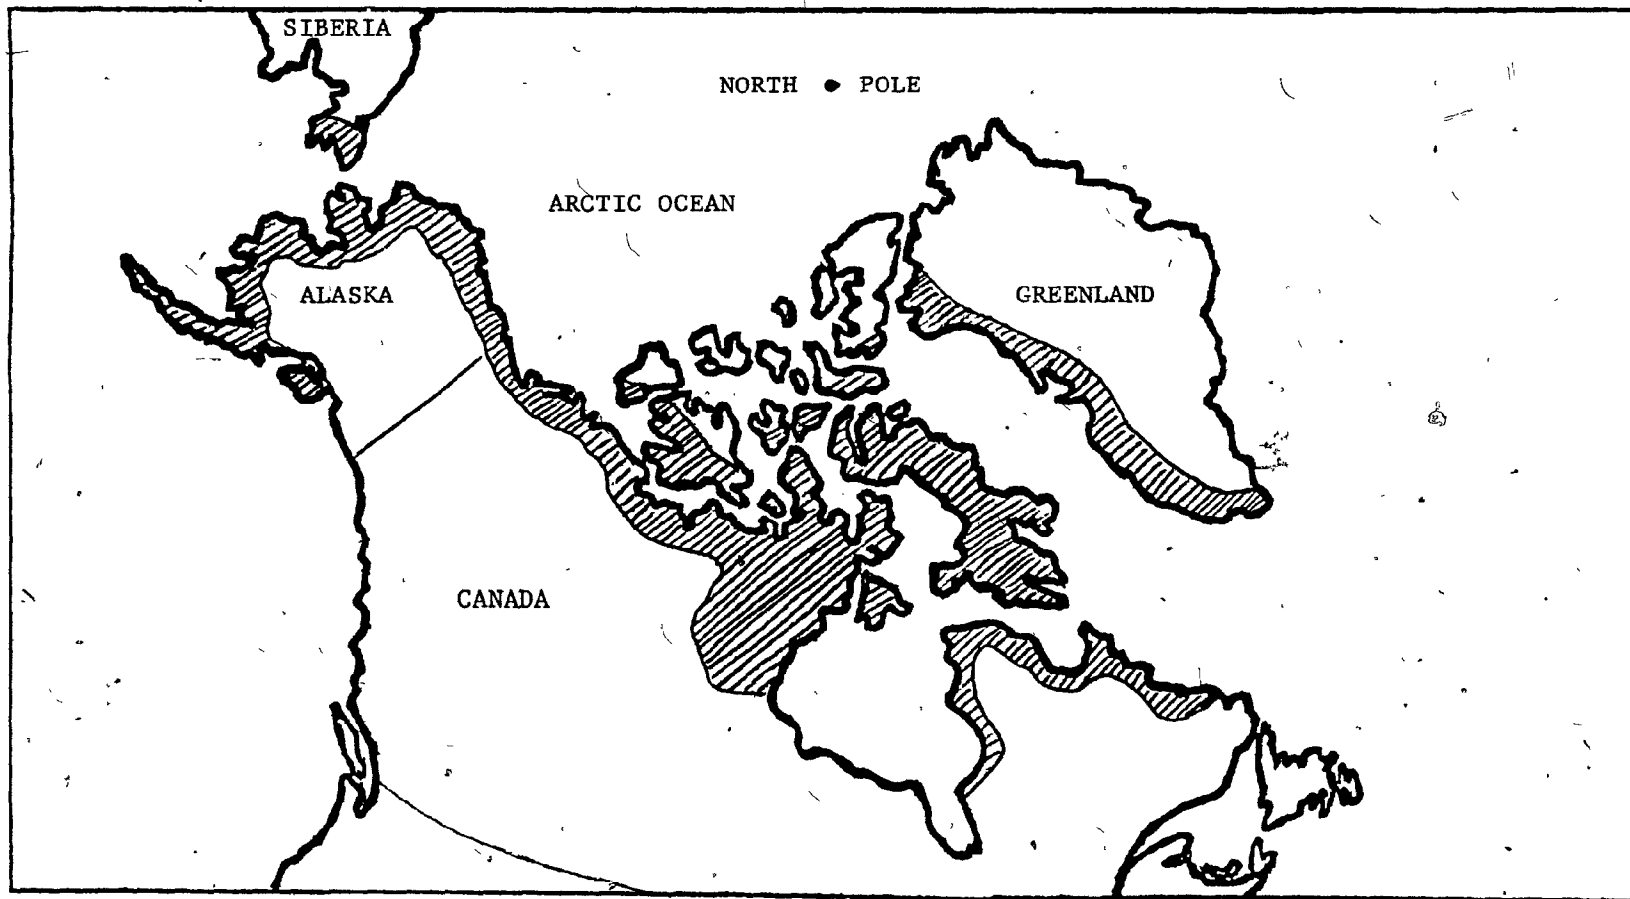 SIBERIA
NORTH POLE
ARCTIC OCEAN
ALASKA
GREENLAND
CANADA